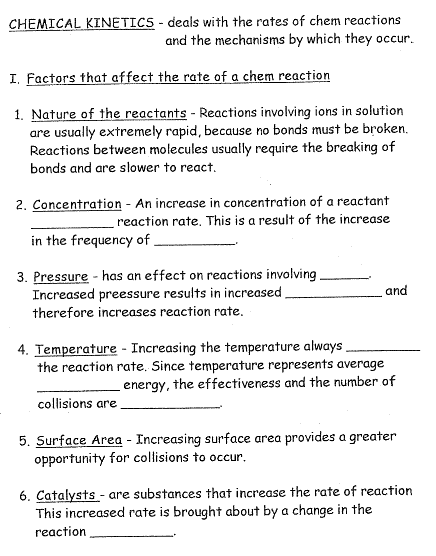 CHEMICAL KINETICS - deals with the rates of chem reactions
and the mechanisms by which they occur.
I. Factors that affect the rate of a chem reaction
1. Nature of the reactants - Reactions involving ions in solution
are usually extremely rapid, because no bonds must be broken.
Reactions between molecules usually require the breaking of
bonds and are slower to react.
2. Concentration - An increase in concentration of a reactant
____________ reaction rate. This is a result of the increase
in the frequency of ____________.
3. Pressure - has an effect on reactions involving _______.
Increased preessure results in increased ______________ and
therefore increases reaction rate.
4. Temperature - Increasing the temperature always ___________
the reaction rate. Since temperature represents average
____________ energy, the effectiveness and the number of
collisions are _______________.
5. Surface Area - Increasing surface area provides a greater
opportunity for collisions to occur.
6. Catalysts - are substances that increase the rate of reaction
This increased rate is brought about by a change in the
reaction ____________.